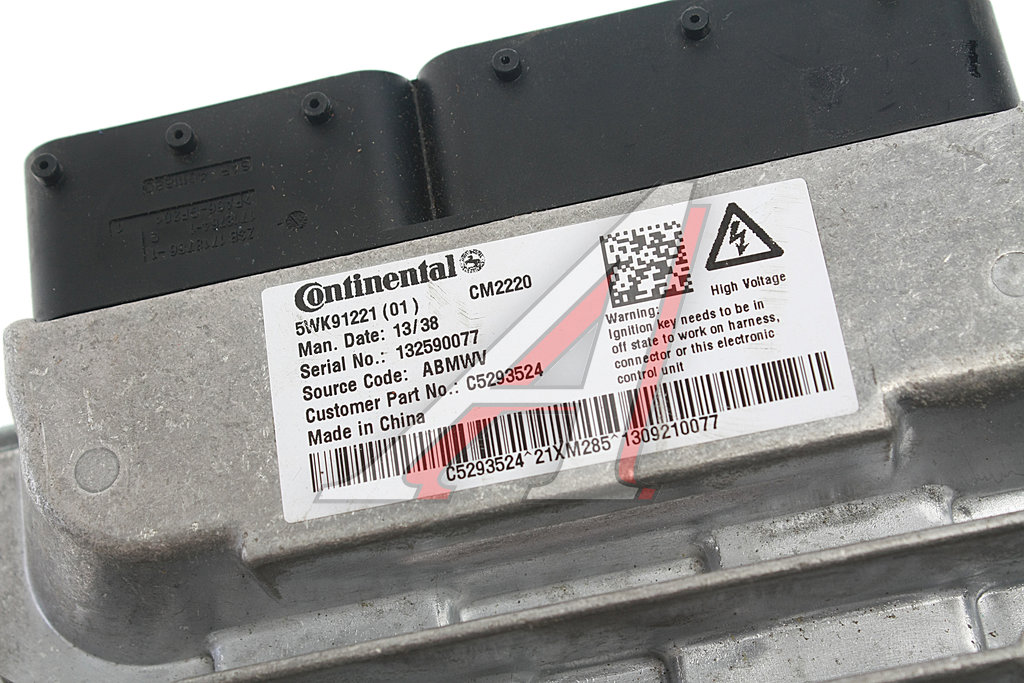 Continental
CM2220
5WK91221 (01)
Man. Date: 13/38
Serial No.: 132590077
Source Code: ABMWV
Customer Part No.: C5293524
Made in China
High Voltage
Warning:
Ignition key needs to be in
off state to work on harness,
connector or this electronic
control unit
C5293524^21XM285^1309210077